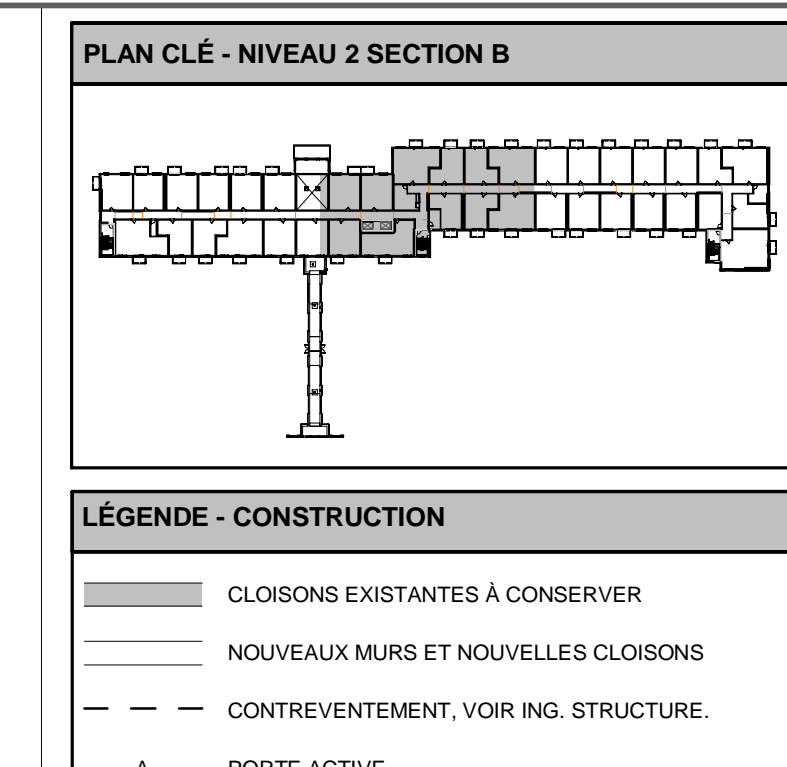 PLAN CLÉ - NIVEAU 2 SECTION B
LÉGENDE - CONSTRUCTION
CLOISONS EXISTANTES À CONSERVER
NOUVEAUX MURS ET NOUVELLES CLOISONS
CONTREVENTEMENT, VOIR ING. STRUCTURE.
A PORTE ACTIVE